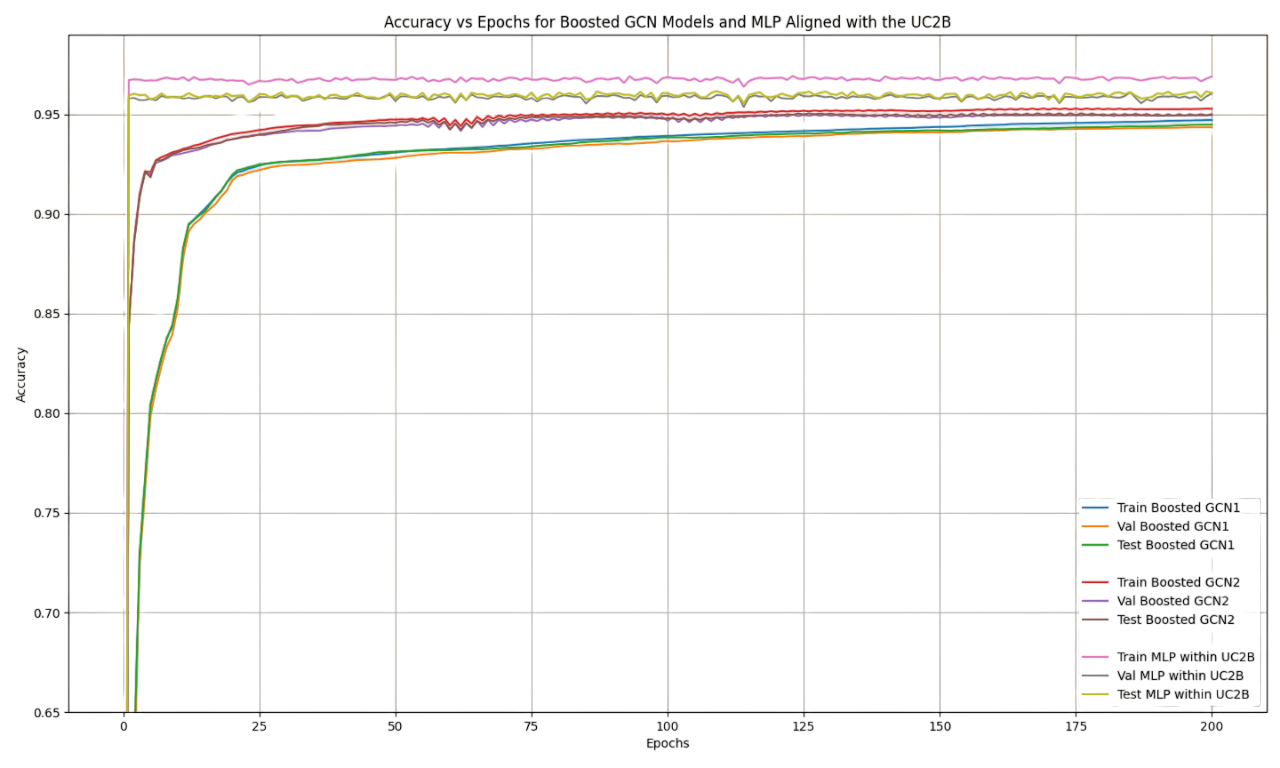 Accuracy vs Epochs for Boosted GCN Models and MLP Aligned with the UC2B
Accuracy
0.95
0.90
0.85
0.80
0.75
0.70
0.65
0
25
50
75
100
125
150
175
200
Epochs
Train Boosted GCN1
Val Boosted GCN1
Test Boosted GCN1
Train Boosted GCN2
Val Boosted GCN2
Test Boosted GCN2
Train MLP within UC2B
Val MLP within UC2B
Test MLP within UC2B